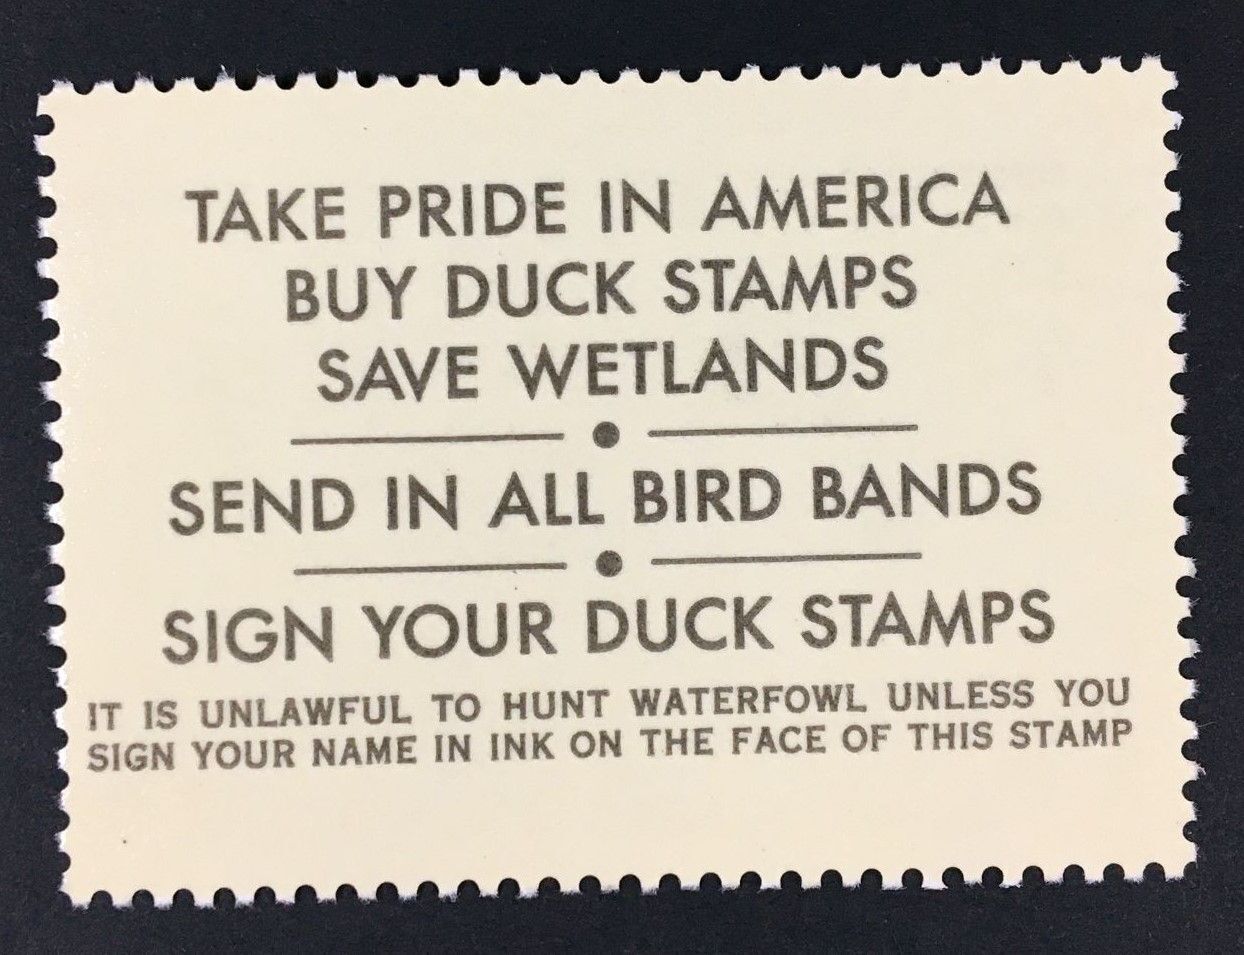 TAKE PRIDE IN AMERICA
BUY DUCK STAMPS
SAVE WETLANDS
SEND IN ALL BIRD BANDS
SIGN YOUR DUCK STAMPS
IT IS UNLAWFUL TO HUNT WATERFOWL UNLESS YOU
SIGN YOUR NAME IN INK ON THE FACE OF THIS STAMP